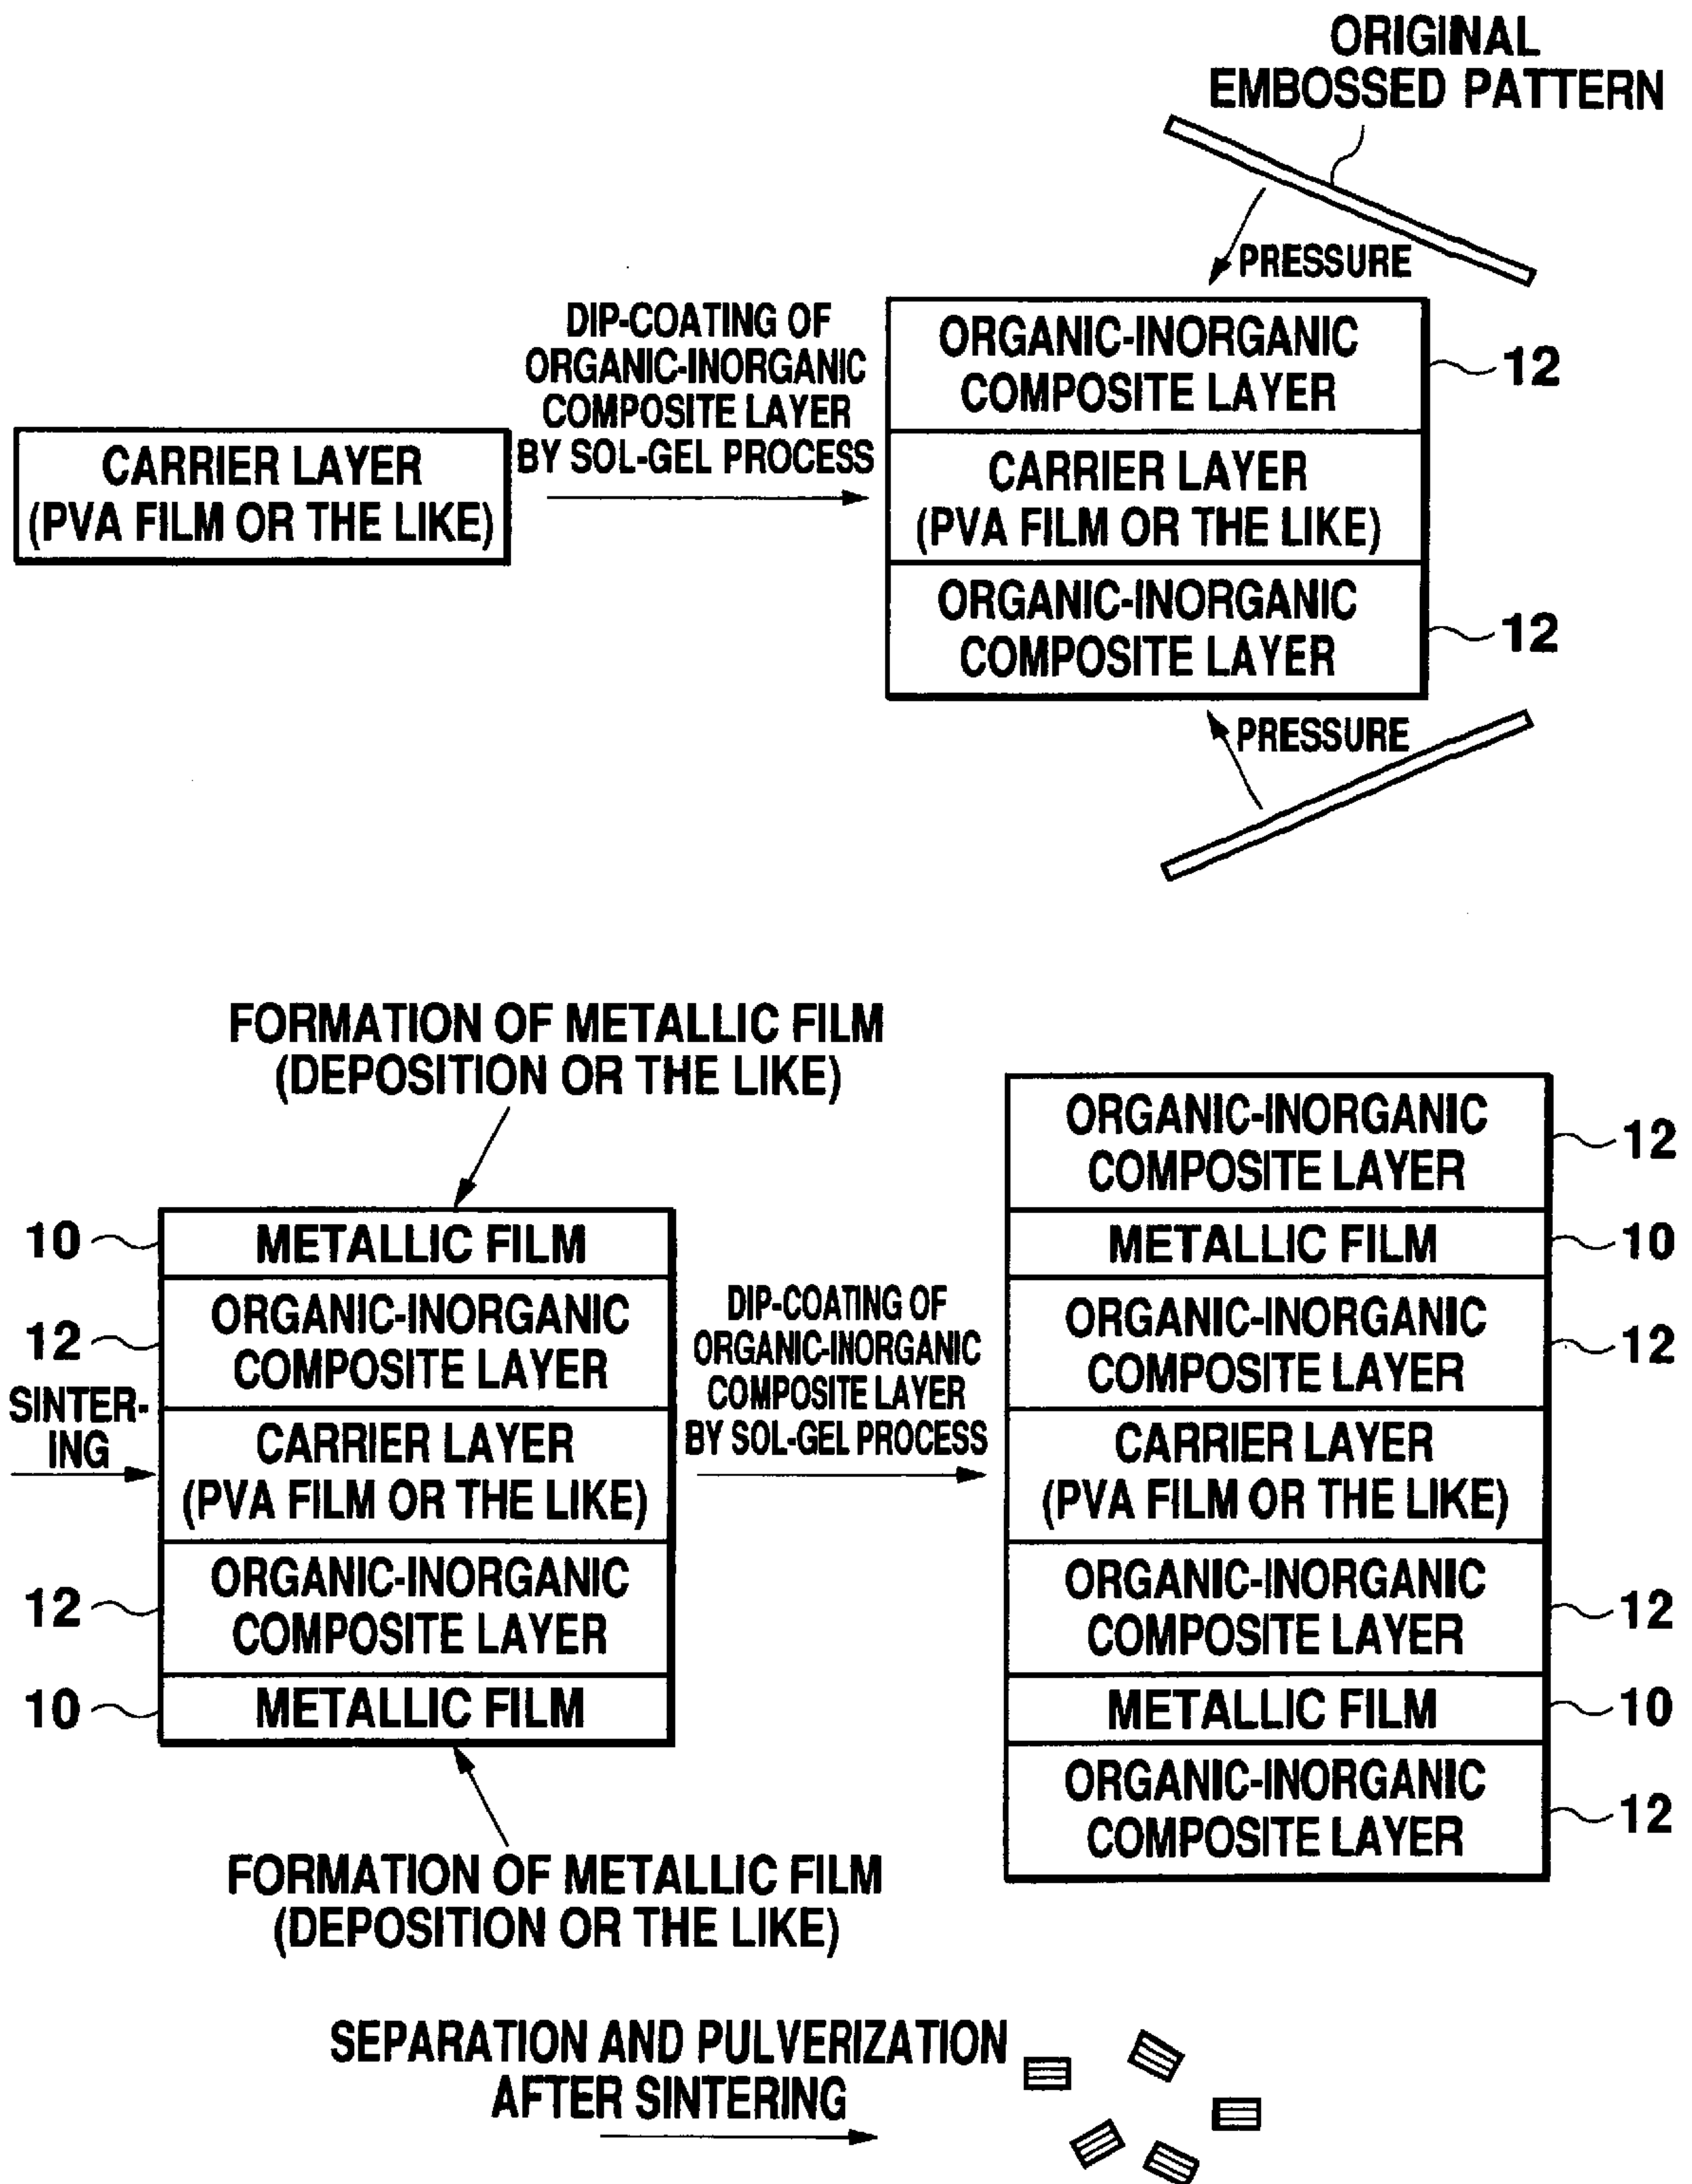 ORIGINAL
EMBOSSED PATTERN
PRESSURE
DIP-COATING OF
ORGANIC-INORGANIC
COMPOSITE LAYER
BY SOL-GEL PROCESS
CARRIER LAYER
(PVA FILM OR THE LIKE)
ORGANIC-INORGANIC
COMPOSITE LAYER
12
CARRIER LAYER
(PVA FILM OR THE LIKE)
ORGANIC-INORGANIC
COMPOSITE LAYER
12
PRESSURE
FORMATION OF METALLIC FILM
(DEPOSITION OR THE LIKE)
10
METALLIC FILM
12
ORGANIC-INORGANIC
COMPOSITE LAYER
SINTER-
ING
CARRIER LAYER
(PVA FILM OR THE LIKE)
12
ORGANIC-INORGANIC
COMPOSITE LAYER
10
METALLIC FILM
FORMATION OF METALLIC FILM
(DEPOSITION OR THE LIKE)
DIP-COATING OF
ORGANIC-INORGANIC
COMPOSITE LAYER
BY SOL-GEL PROCESS
ORGANIC-INORGANIC
COMPOSITE LAYER
12
METALLIC FILM
10
ORGANIC-INORGANIC
COMPOSITE LAYER
12
CARRIER LAYER
(PVA FILM OR THE LIKE)
ORGANIC-INORGANIC
COMPOSITE LAYER
12
METALLIC FILM
10
ORGANIC-INORGANIC
COMPOSITE LAYER
12
SEPARATION AND PULVERIZATION
AFTER SINTERING